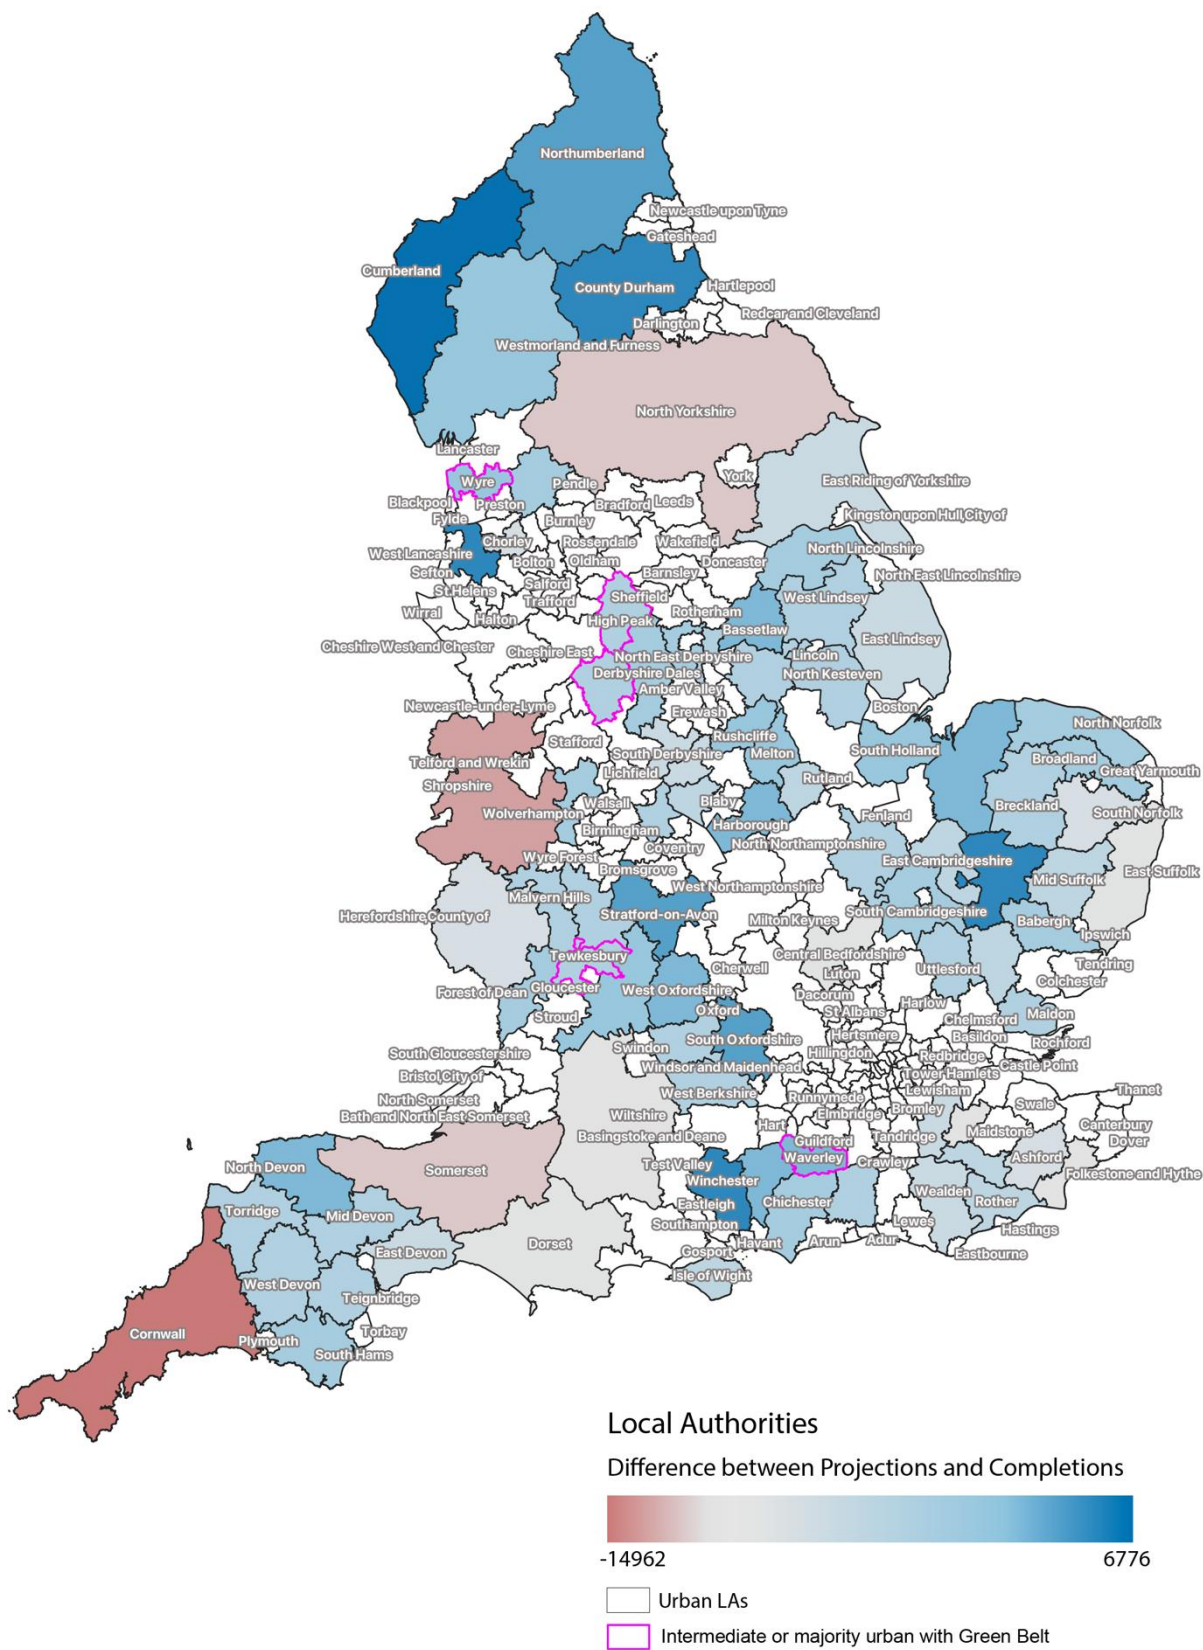 Northumberland
Newcastle upon Tyne
Gateshead
Cumberland
County Durham
Hartlepool
Redcar and Cleveland
Darlington
Westmorland and Furness
North Yorkshire
Lancaster
Wyre
Pendle
York
East Riding of Yorkshire
Blackpool
Preston
Bradford
Leeds
Fylde
Burnley
Kingston upon Hull,City of
Chorley
Rossendale
Wakefield
North Lincolnshire
West Lancashire
Bolton
Oldham
Doncaster
Sefton
Barnsley
North East Lincolnshire
St.Helens
Salford
Sheffield
West Lindsey
Trafford
Wirral
Halton
High Peak
Rotherham
Bassetlaw
East Lindsey
Cheshire West and Chester
Cheshire East
North East Derbyshire
Lincoln
Derbyshire Dales
North Kesteven
Amber Valley
Newcastle-under-Lyme
Erewash
Boston
North Norfolk
Stafford
Rushcliffe
South Holland
Telford and Wrekin
South Derbyshire
Melton
Broadland
Lichfield
Rutland
Great Yarmouth
Shropshire
Walsall
Blaby
Breckland
South Norfolk
Wolverhampton
Birmingham
Harborough
Fenland
Coventry
North Northamptonshire
Wyre Forest
East Cambridgeshire
Bromsgrove
East Suffolk
Mid Suffolk
West Northamptonshire
Malvern Hills
Herefordshire,County of
Stratford-on-Avon
Milton Keynes
South Cambridgeshire
Babergh
Ipswich
Tewkesbury
Central Bedfordshire
Cherwell
Luton
Uttlesford
Tendring
Colchester
Gloucester
Forest of Dean
West Oxfordshire
Dacorum
Harlow
Stroud
Oxford
St Albans
Chelmsford
Maldon
Hertsmere
Basildon
South Oxfordshire
Rochford
Swindon
South Gloucestershire
Hillingdon
Redbridge
Castle Point
Windsor and Maidenhead
Tower Hamlets
Bristol,City of
Lewisham
Thanet
West Berkshire
Runnymede
North Somerset
Swale
Bromley
Bath and North East Somerset
Wiltshire
Elmbridge
Canterbury
Hart
Maidstone
Basingstoke and Deane
Guildford
Tandridge
Dover
Waverley
Ashford
North Devon
Somerset
Test Valley
Crawley
Folkestone and Hythe
Winchester
Wealden
Chichester
Rother
Eastleigh
Torridge
Mid Devon
Southampton
Lewes
Hastings
Dorset
Havant
Arun
Adur
East Devon
Gosport
Eastbourne
Isle of Wight
West Devon
Teignbridge
Cornwall
Torbay
Plymouth
South Hams
Local Authorities
Difference between Projections and Completions
-14962 6776
Urban LAs
Intermediate or majority urban with Green Belt